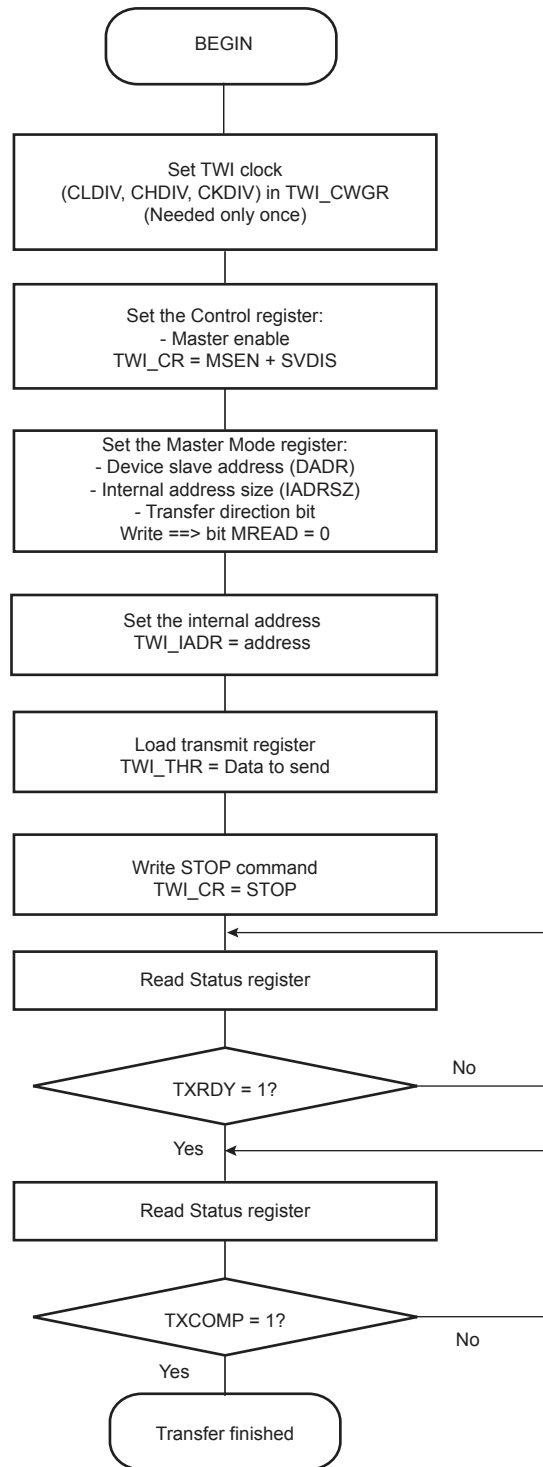 BEGIN
Set TWI clock
(CLDIV, CHDIV, CKDIV) in TWI_CWGR
(Needed only once)
Set the Control register:
- Master enable
TWI_CR = MSEN + SVDIS
Set the Master Mode register:
- Device slave address (DADR)
- Internal address size (IADRSZ)
- Transfer direction bit
Write ==> bit MREAD = 0
Set the internal address
TWI_IADR = address
Load transmit register
TWI_THR = Data to send
Write STOP command
TWI_CR = STOP
Read Status register
TXRDY = 1?
No
Yes
Read Status register
TXCOMP = 1?
No
Yes
Transfer finished